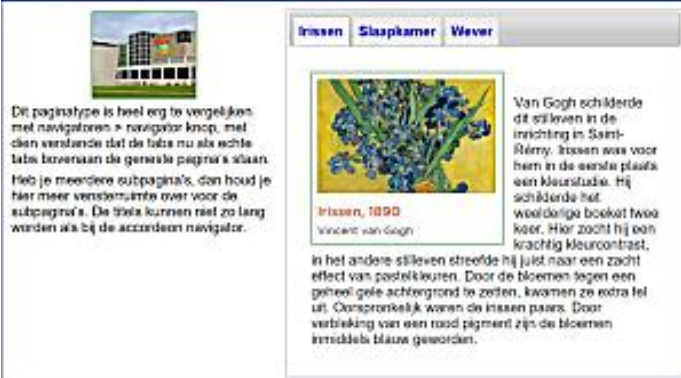 Dit paginatype is heel erg te vergelijken
met navigatoren > navigator knop, met
dien verstande dat de tabs nu als echte
tabs bovenaan de geneste pagina's staan.
Heb je meerdere subpagina's, dan houd je
hier meer vensterruimte over voor de
subpagina's. De titels kunnen niet zo lang
worden als bij de accordeon navigator.
Irissen Slaapkamer Wever
Irissen, 1890
Vincent van Gogh
Van Gogh schilderde
dit stilleven in de
inrichting in Saint-
Rémy. Irissen was voor
hem in de eerste plaats
een kleurstudie. Hij
schilderde het
weelderige boeket twee
keer. Hier zocht hij een
krachtig kleurcontrast,
in het andere stilleven streefde hij juist naar een zacht
effect van pastelkleuren. Door de bloemen tegen een
geheel gele achtergrond te zetten, kwamen ze extra fel
uit. Oorspronkelijk waren de irissen paars. Door
verbleking van een rood pigment zijn de bloemen
inmiddels blauw geworden.